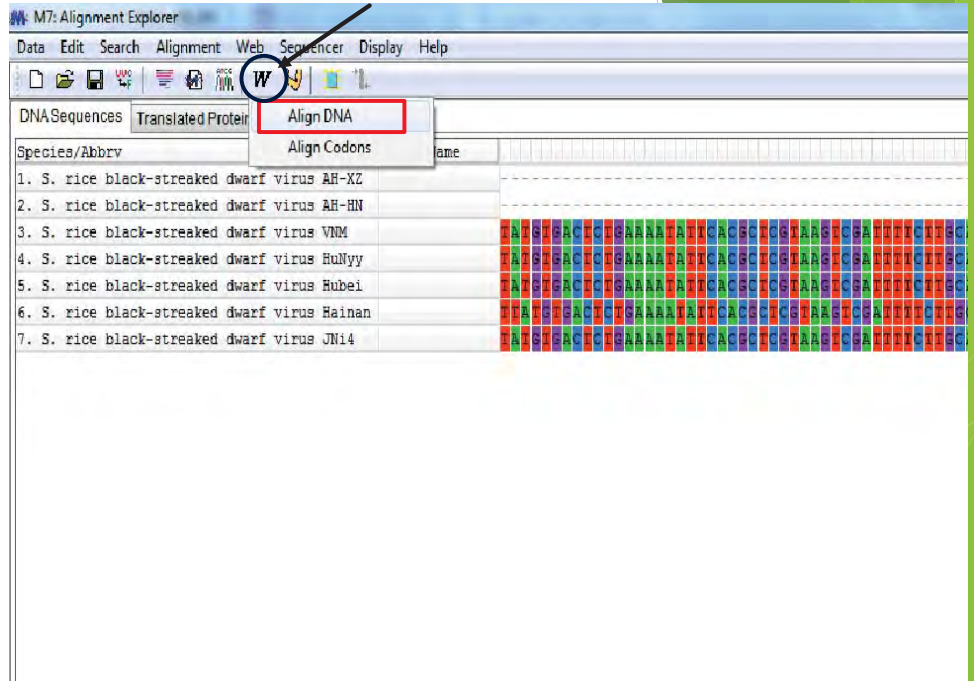 M7: Alignment Explorer
Data Edit Search Alignment Web Sequencer Display Help
W
DNA Sequences Translated Protein
Align DNA
Align Codons
Species/Abbrv
1. S. rice black-streaked dwarf virus AH-XZ
2. S. rice black-streaked dwarf virus AH-HN
3. S. rice black-streaked dwarf virus VNM TATGTGACTCTGAAAATATTCACGCTCGTAAGTCGATTTTCTTGC
4. S. rice black-streaked dwarf virus HuNyy TATGTGACTCTGAAAATATTCACGCTCGTAAGTCGATTTTCTTGC
5. S. rice black-streaked dwarf virus Hubei TATGTGACTCTGAAAATATTCACGCTCGTAAGTCGATTTTCTTGC
6. S. rice black-streaked dwarf virus Hainan TTATGTGACTCTGAAAATATTCACGCTCGTAAGTCGATTTTCTTG
7. S. rice black-streaked dwarf virus JNi4 TATGTGACTCTGAAAATATTCACGCTCGTAAGTCGATTTTCTTGC